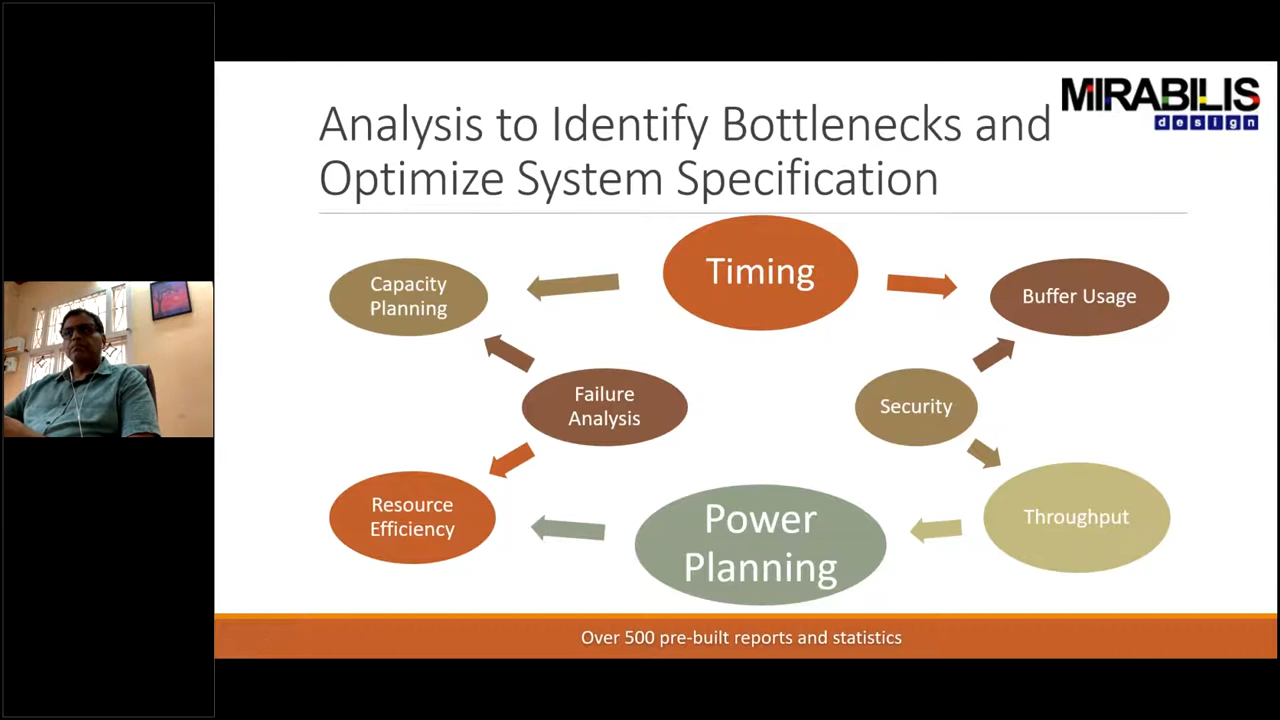 MIRABILIS
design
Analysis to Identify Bottlenecks and
Optimize System Specification
Timing
Capacity
Planning
Buffer Usage
Failure
Analysis
Security
Resource
Efficiency
Power
Planning
Throughput
Over 500 pre-built reports and statistics